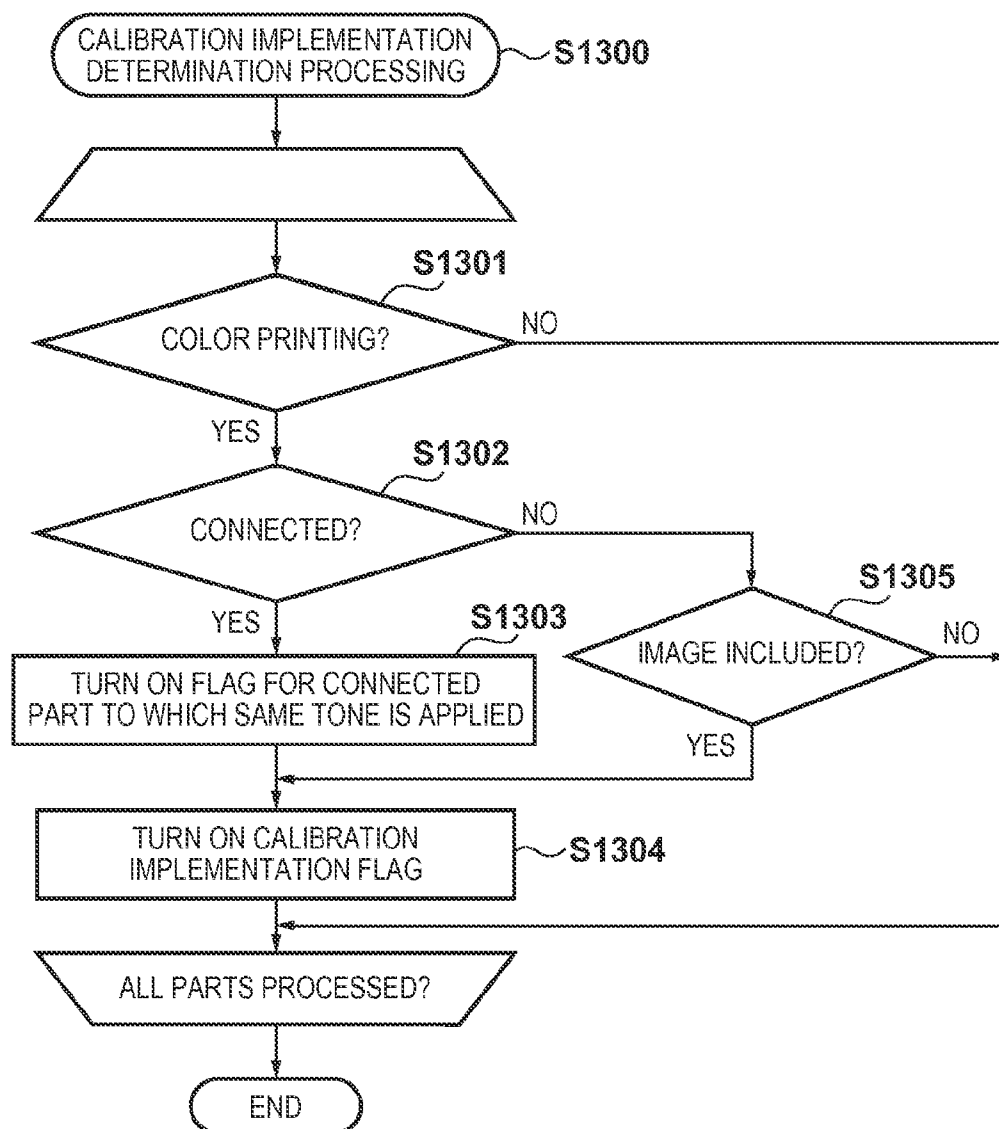 CALIBRATION IMPLEMENTATION
DETERMINATION PROCESSING
S1300
S1301
COLOR PRINTING?
NO
YES
S1302
CONNECTED?
NO
YES
S1305
IMAGE INCLUDED?
NO
YES
S1303
TURN ON FLAG FOR CONNECTED
PART TO WHICH SAME TONE IS APPLIED
TURN ON CALIBRATION
IMPLEMENTATION FLAG
S1304
ALL PARTS PROCESSED?
END